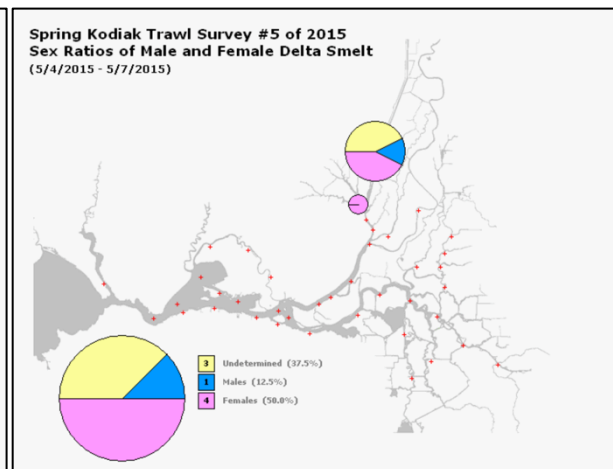 Spring Kodiak Trawl Survey #5 of 2015
Sex Ratios of Male and Female Delta Smelt
(5/4/2015 - 5/7/2015)
3 Undetermined (37.5%)
1 Males (12.5%)
4 Females (50.0%)